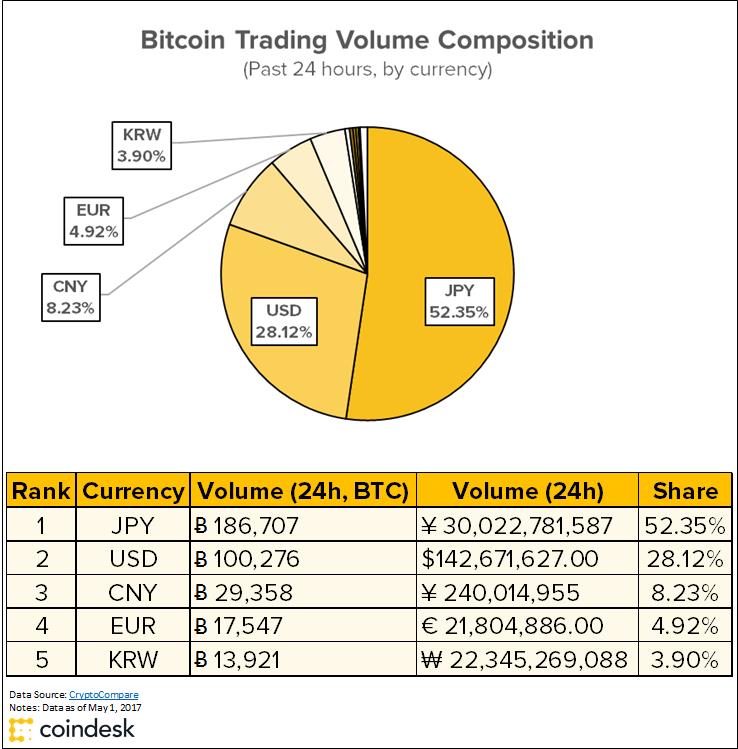 Bitcoin Trading Volume Composition
(Past 24 hours, by currency)
KRW
3.90%
EUR
4.92%
CNY
8.23%
USD
28.12%
JPY
52.35%
Rank Currency Volume (24h, BTC) Volume (24h) Share
1 JPY Ƀ 186,707 ¥ 30,022,781,587 52.35%
2 USD Ƀ 100,276 $142,671,627.00 28.12%
3 CNY Ƀ 29,358 ¥ 240,014,955 8.23%
4 EUR Ƀ 17,547 € 21,804,886.00 4.92%
5 KRW Ƀ 13,921 ₩ 22,345,269,088 3.90%
Data Source: CryptoCompare
Notes: Data as of May 1, 2017
coindesk